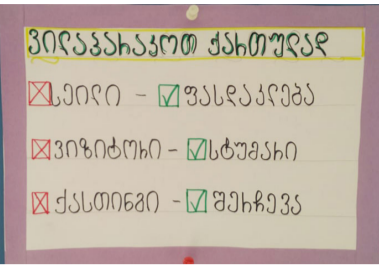 ვილაპარაკოთ ქართულად
სეილი - ფასდაკლება
ვიზიტორი - სტუმარი
ქასთინგი - შერჩევა